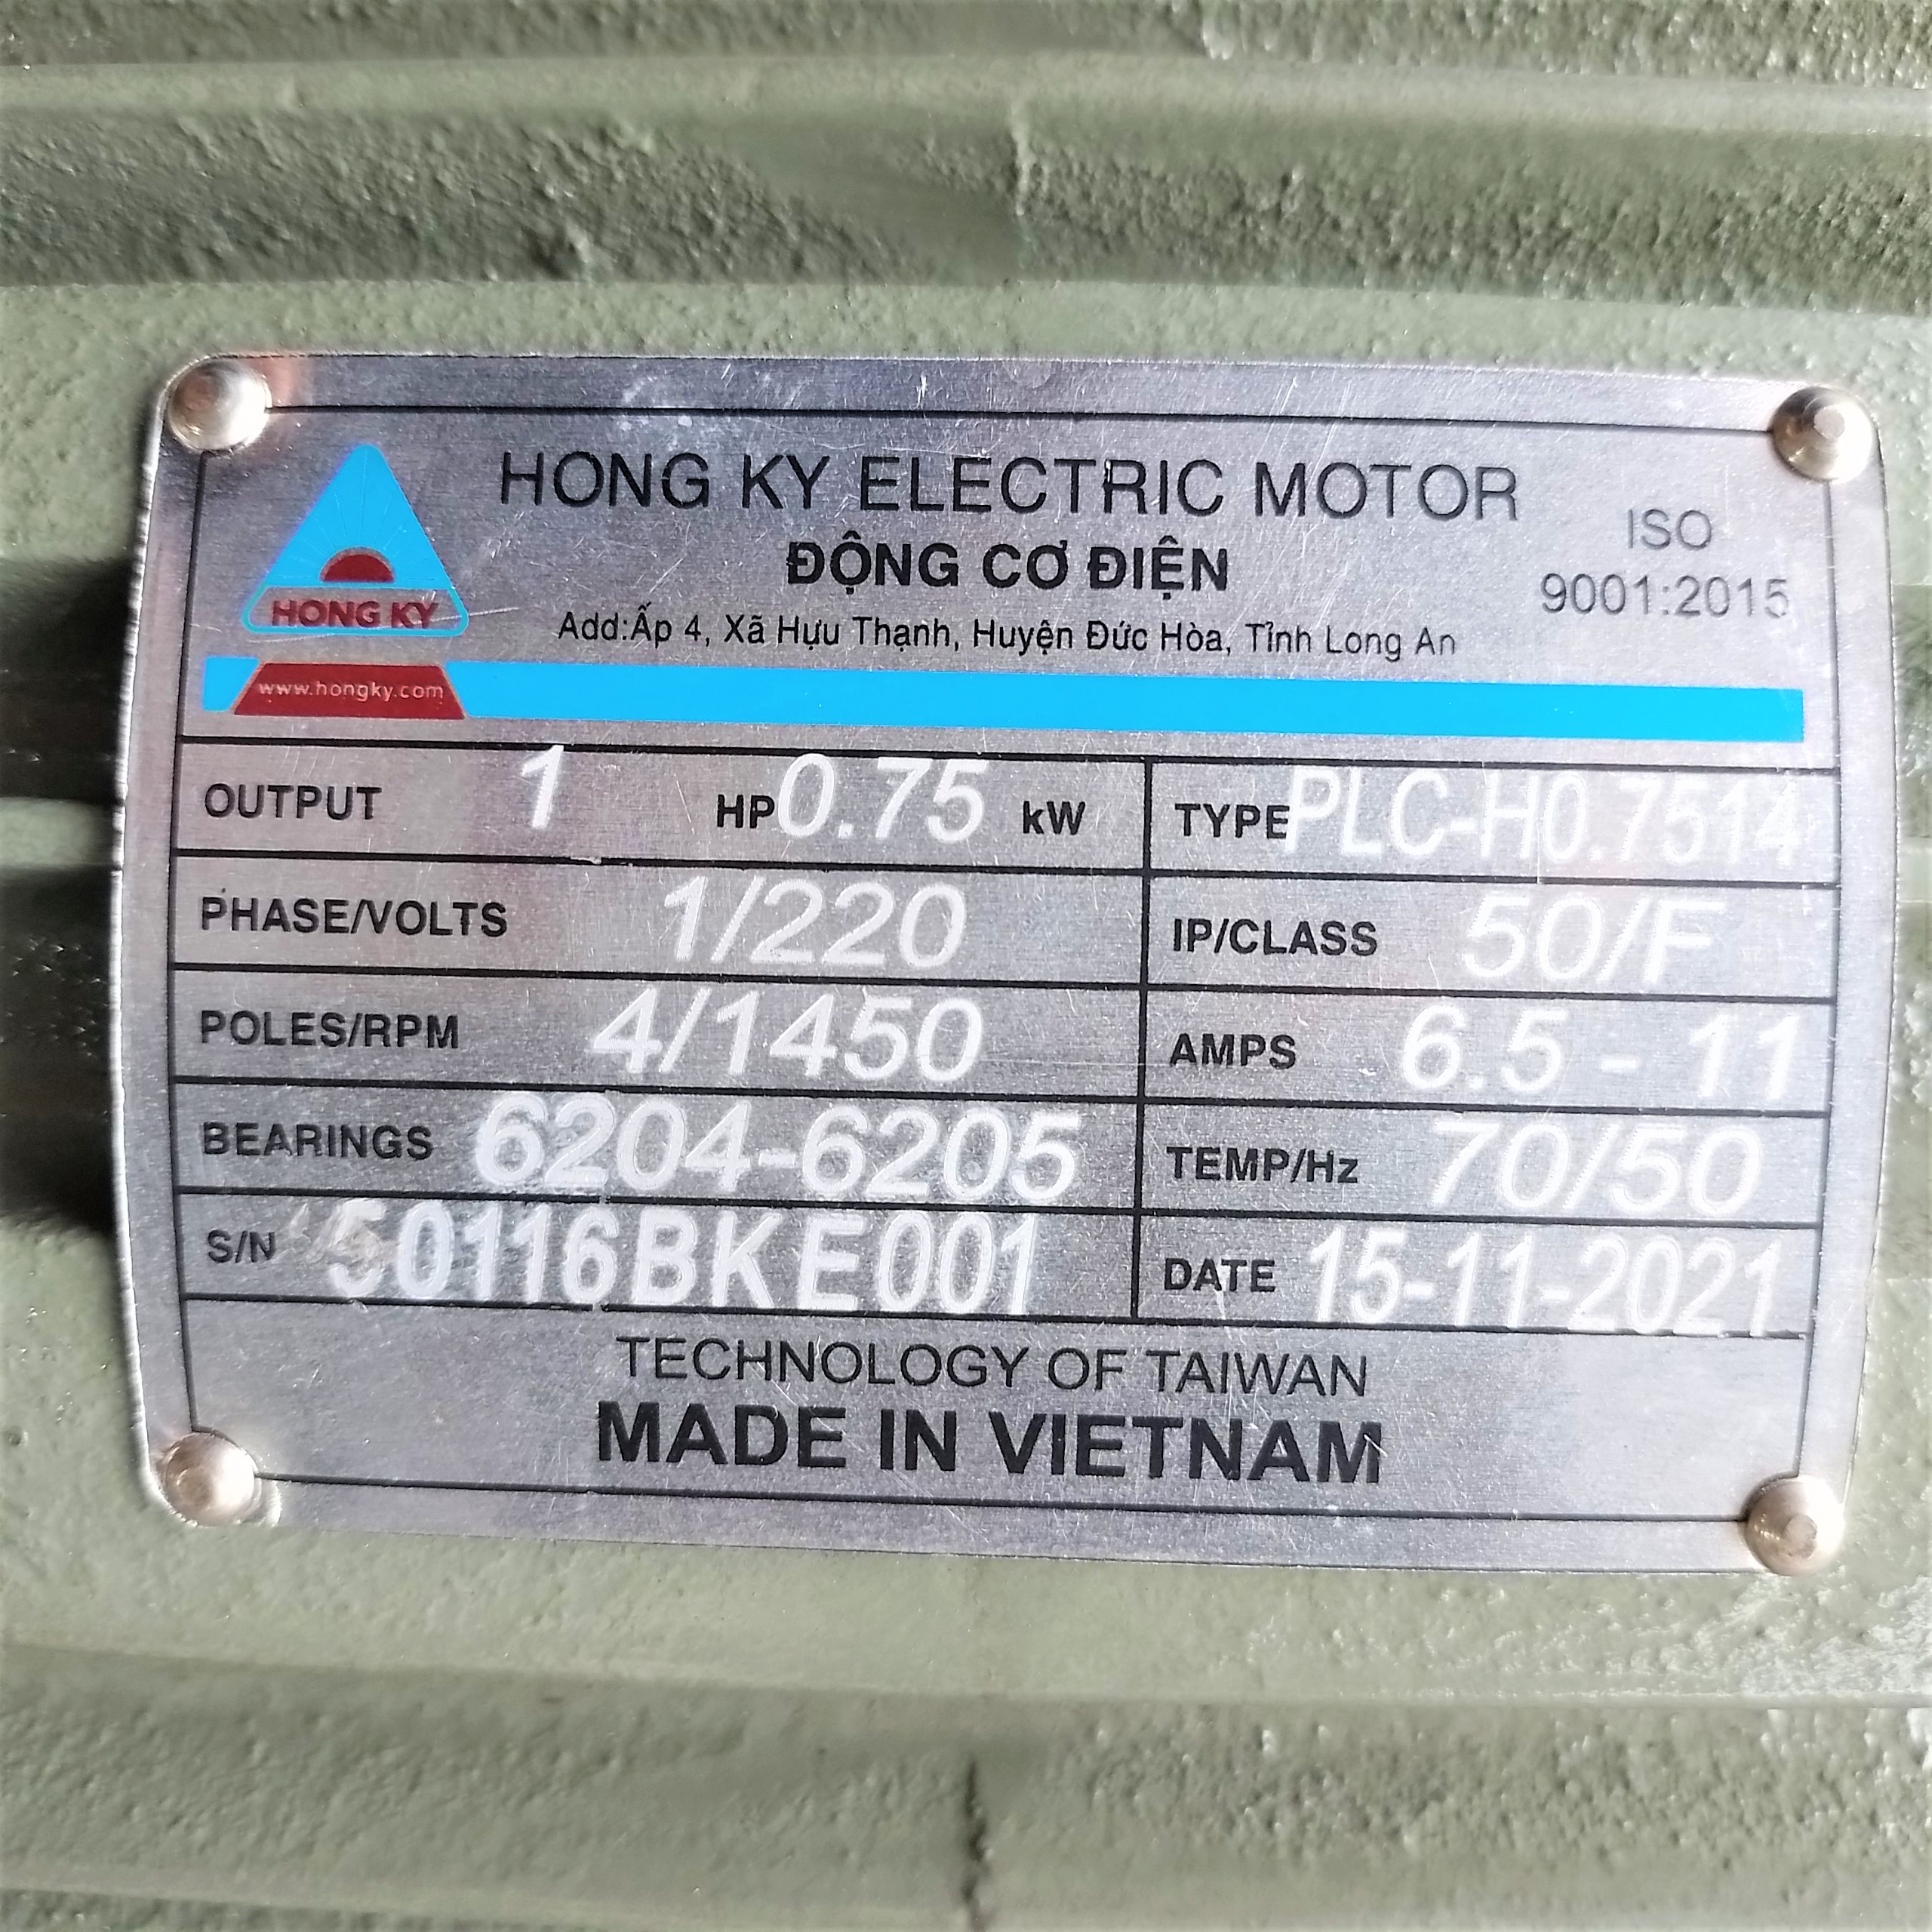 HONG KY ELECTRIC MOTOR
ĐỘNG CƠ ĐIỆN
Add:Ấp 4, Xã Hựu Thạnh, Huyện Đức Hòa, Tỉnh Long An
ISO
9001:2015
HONG KY
www.hongky.com
OUTPUT 1 HP 0.75 kW TYPE PLC-H0.7514
PHASE/VOLTS 1/220 IP/CLASS 50/F
POLES/RPM 4/1450 AMPS 6.5 - 11
BEARINGS 6204-6205 TEMP/Hz 70/50
S/N 50116BKE001 DATE 15-11-2021
TECHNOLOGY OF TAIWAN
MADE IN VIETNAM